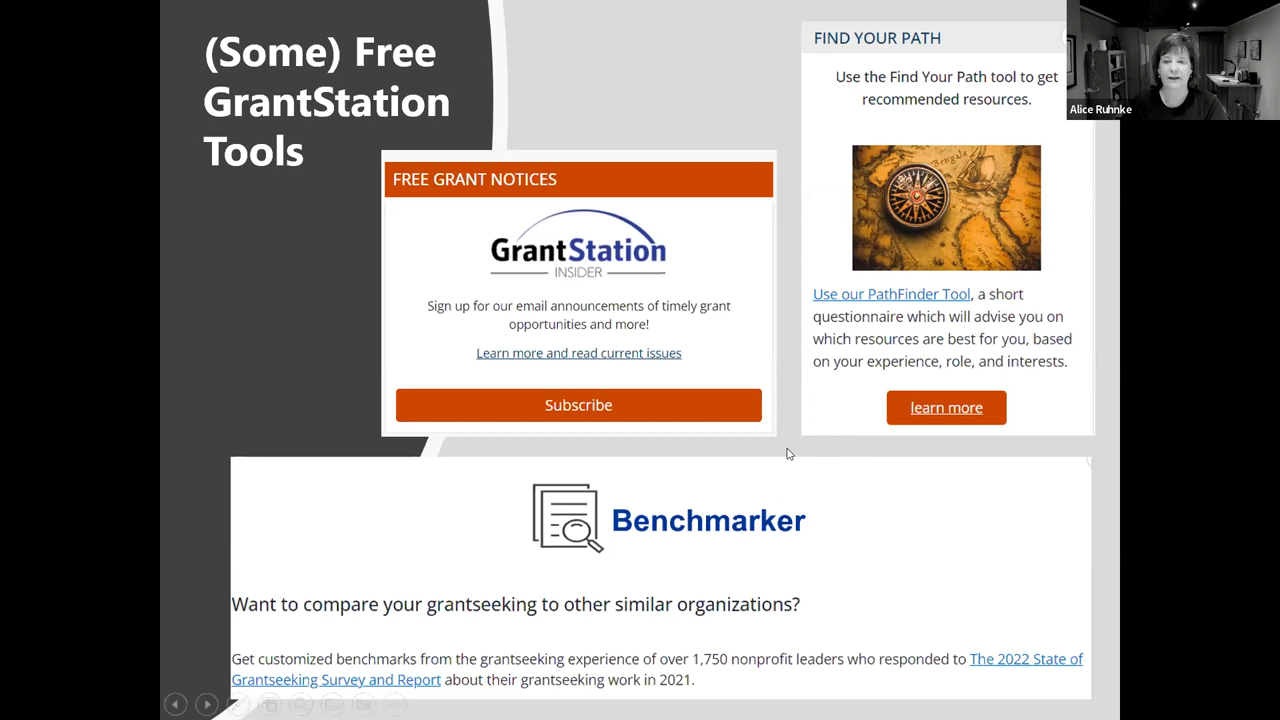 (Some) Free
GrantStation
Tools
FREE GRANT NOTICES
GrantStation
INSIDER
Sign up for our email announcements of timely grant
opportunities and more!
Learn more and read current issues
Subscribe
FIND YOUR PATH
Use the Find Your Path tool to get
recommended resources.
Bengala
Use our PathFinder Tool, a short
questionnaire which will advise you on
which resources are best for you, based
on your experience, role, and interests.
learn more
Alice Ruhnke
Benchmarker
Want to compare your grantseeking to other similar organizations?
Get customized benchmarks from the grantseeking experience of over 1,750 nonprofit leaders who responded to The 2022 State of
Grantseeking Survey and Report about their grantseeking work in 2021.